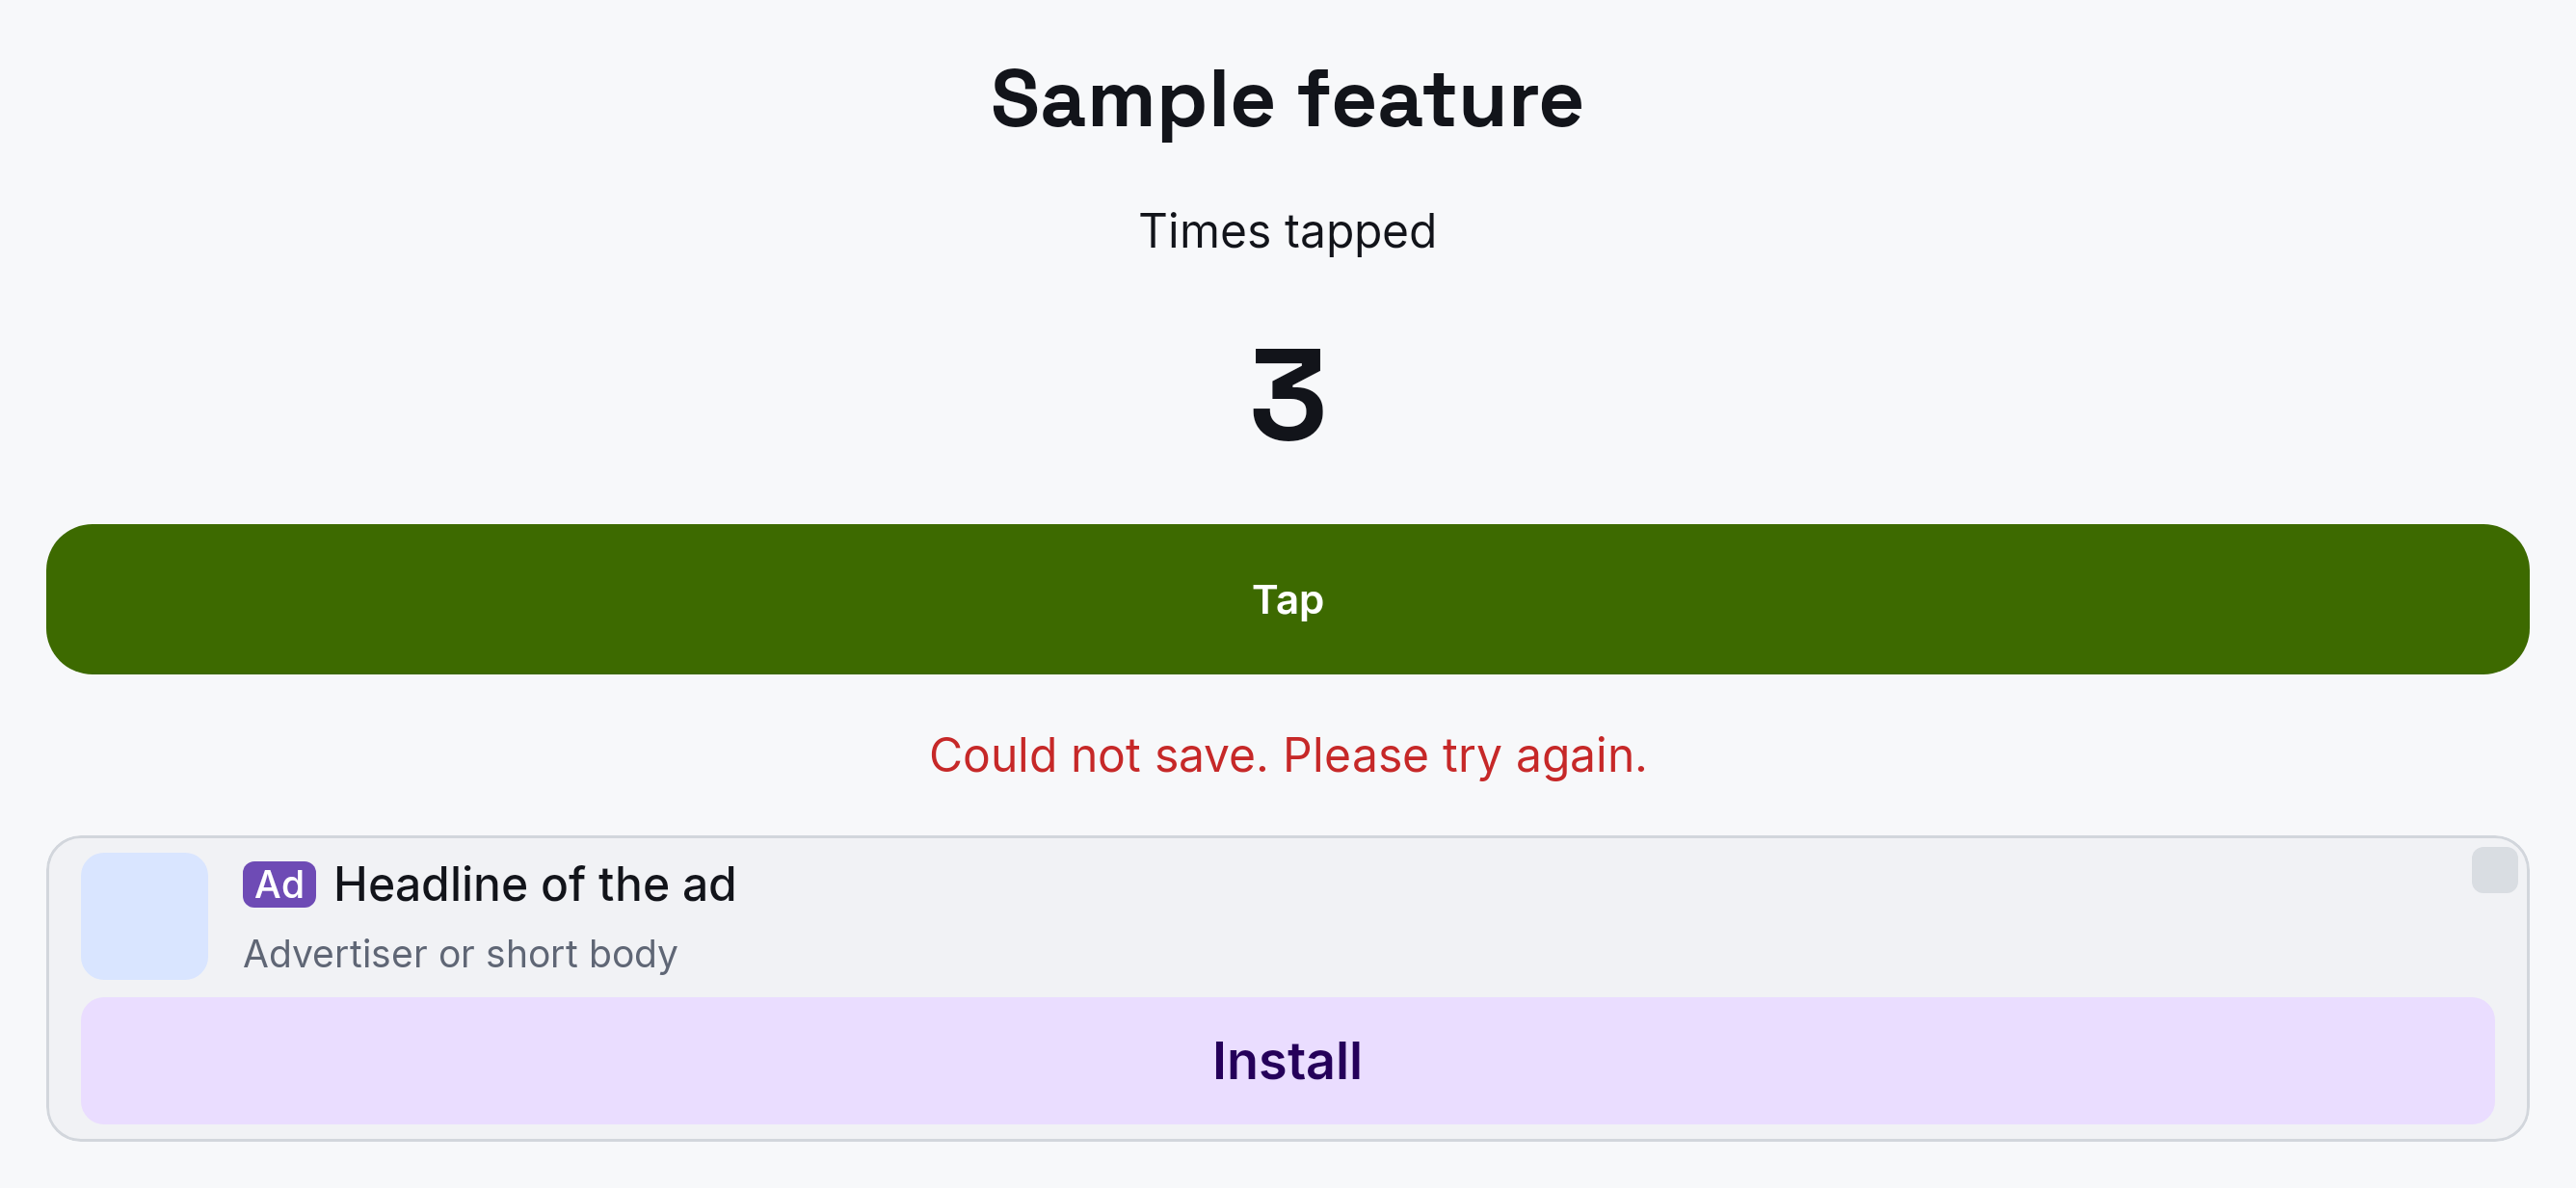 Sample feature
Times tapped
3
Tap
Could not save. Please try again.
Ad Headline of the ad
Advertiser or short body
Install